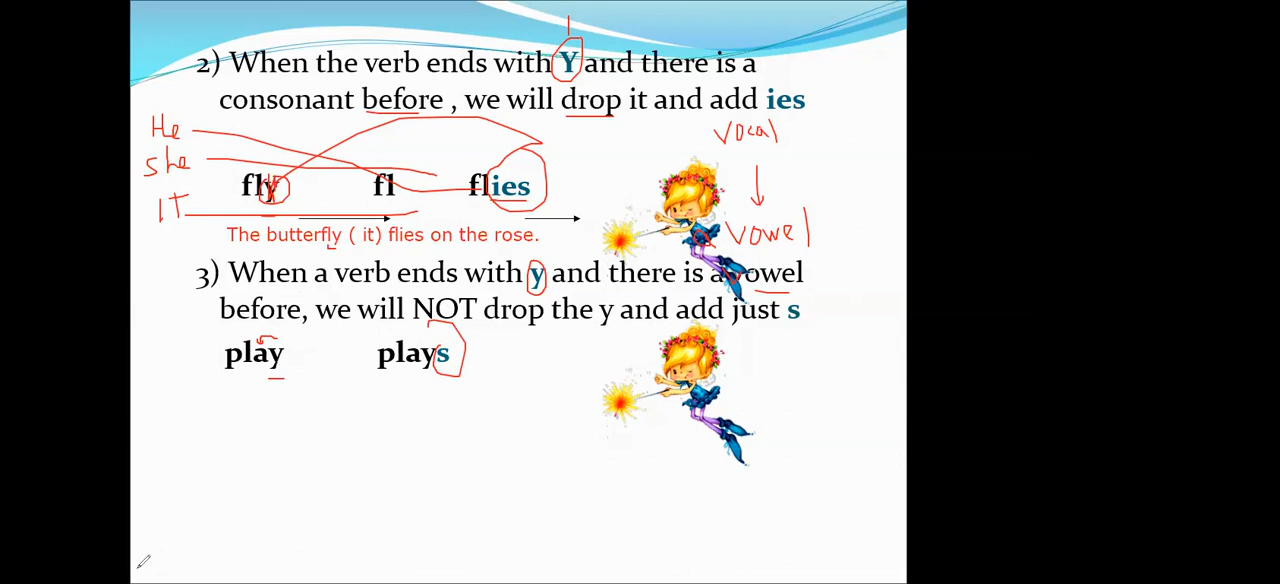 2) When the verb ends with Y and there is a
consonant before , we will drop it and add ies
He
vocal
she
fly fl flies
IT
vowel
The butterfly ( it) flies on the rose.
3) When a verb ends with y and there is a vowel
before, we will NOT drop the y and add just s
play plays